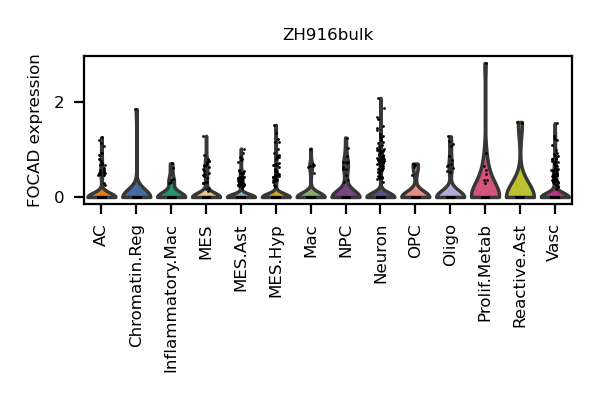 ZH916bulk
FOCAD expression
2
0
AC
Chromatin.Reg
Inflammatory.Mac
MES
MES.Ast
MES.Hyp
Mac
NPC
Neuron
OPC
Oligo
Prolif.Metab
Reactive.Ast
Vasc